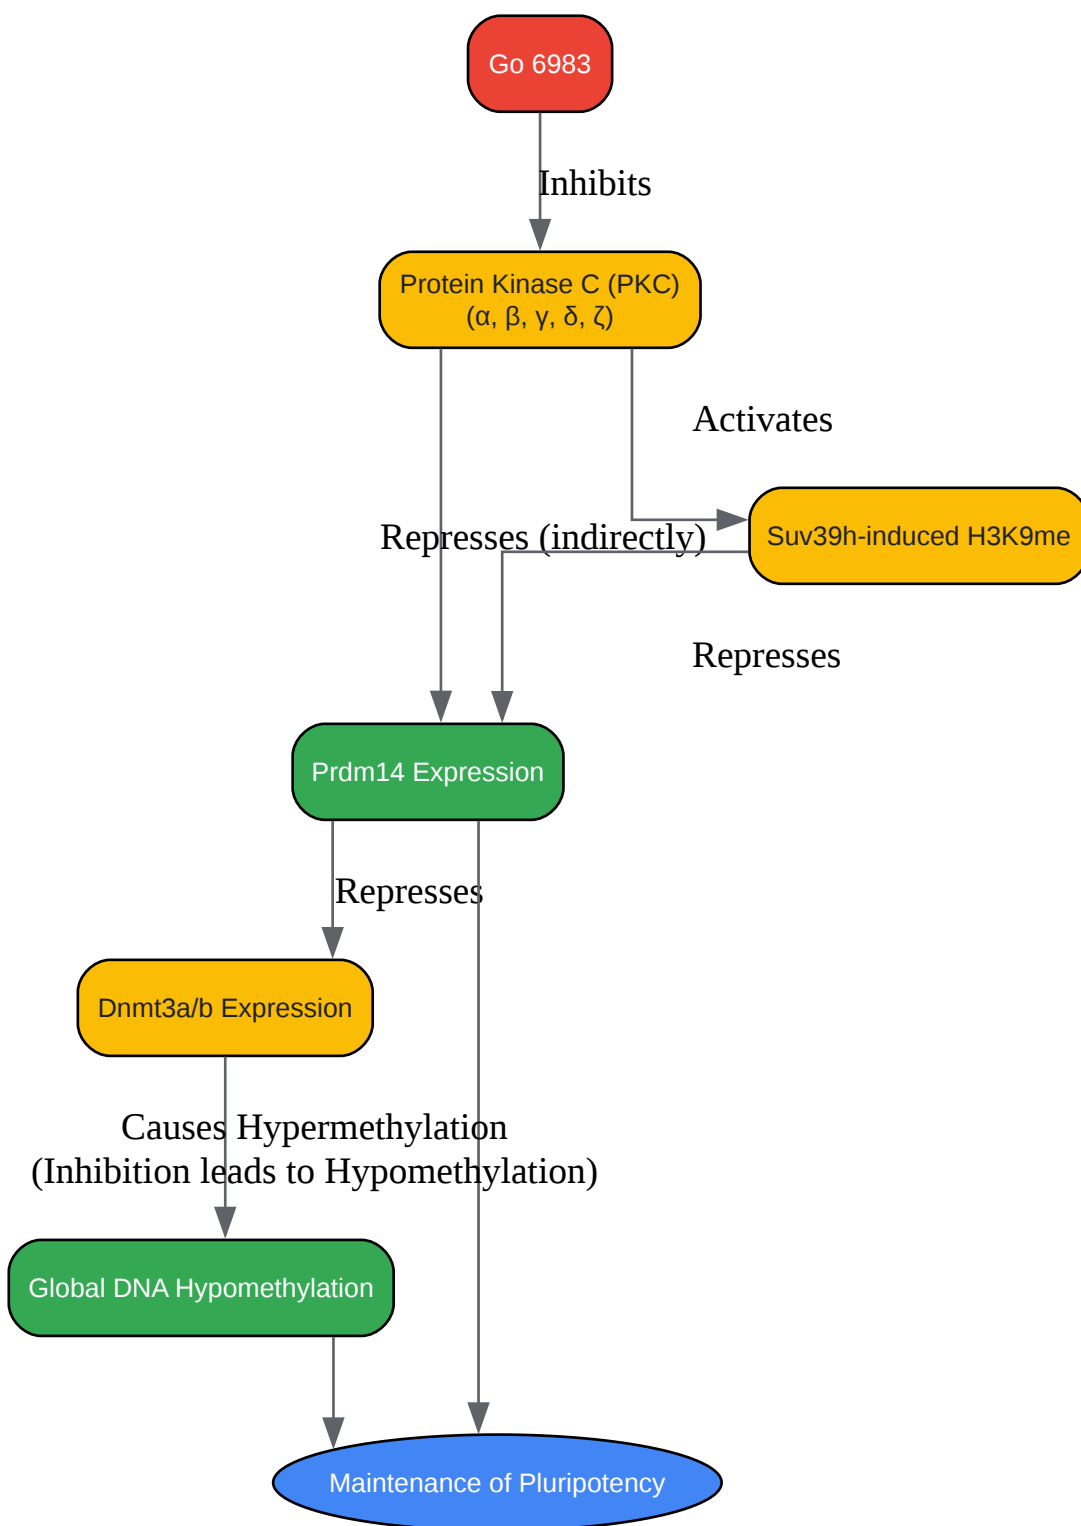 Go 6983
Inhibits
Protein Kinase C (PKC)
(α, β, γ, δ, ζ)
Activates
Repressses (indirectly)
Suv39h-induced H3K9me
Represses
Prdm14 Expression
Represses
Dnmt3a/b Expression
Causes Hypermethylation
(Inhibition leads to Hypomethylation)
Global DNA Hypomethylation
Maintenance of Pluripotency